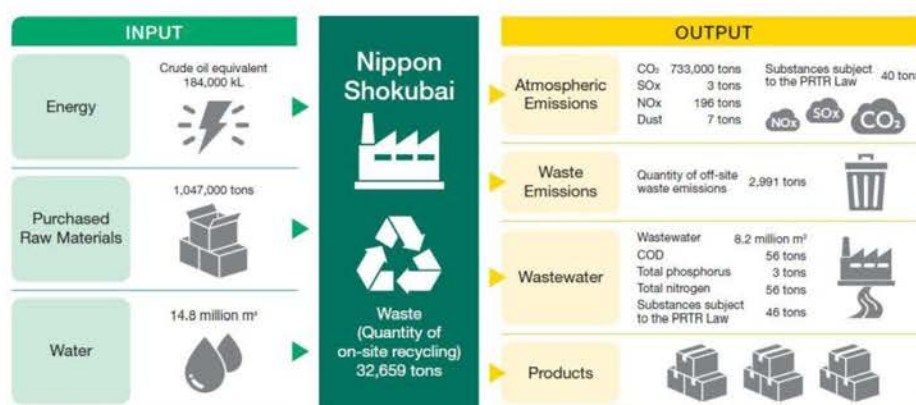 INPUT
Energy
Crude oil equivalent
184,000 kL
Purchased
Raw Materials
1,047,000 tons
Water
14.8 million m³
Nippon
Shokubai
Waste
(Quantity of
on-site recycling)
32,659 tons
OUTPUT
Atmospheric
Emissions
CO₂ 733,000 tons
SOx 3 tons
NOx 196 tons
Dust 7 tons
Substances subject
to the PRTR Law 40 ton
NOx
SOx
CO₂
Waste
Emissions
Quantity of off-site
waste emissions 2,991 tons
Wastewater
Wastewater 8.2 million m³
COD 56 tons
Total phosphorus 3 tons
Total nitrogen 56 tons
Substances subject
to the PRTR Law 46 tons
Products